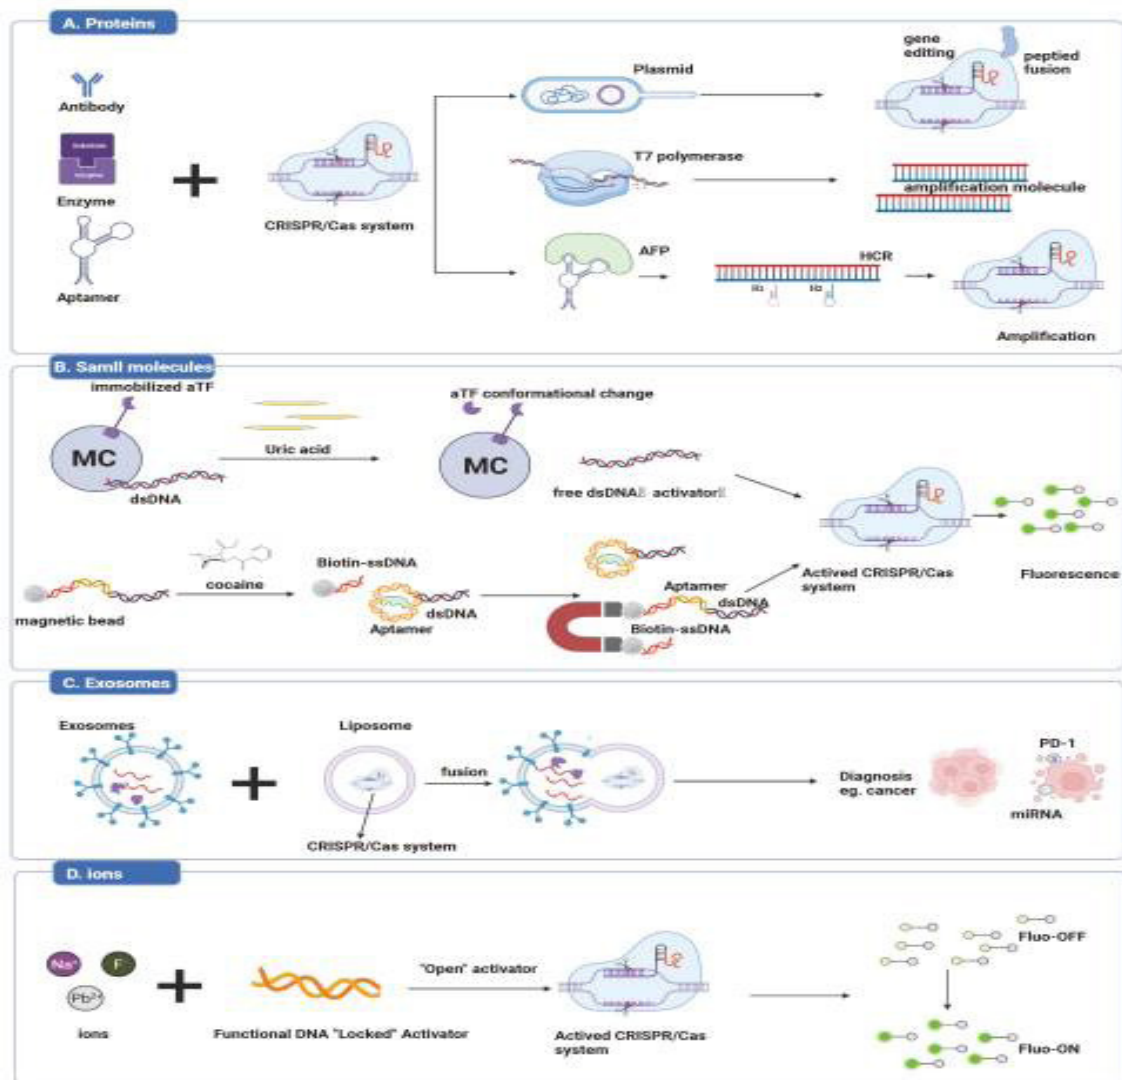 A. Proteins
Antibody
Enzyme
Enzyme
Aptamer
CRISPR/Cas system
Plasmid
gene
editing
peptied
fusion
T7 polymerase
amplification molecule
AFP
HCR
H1
H2
Amplification
B. Samll molecules
immobilized aTF
MC
dsDNA
Uric acid
aTF conformational change
MC
free dsDNA activator
magnetic bead
cocaine
Biotin-ssDNA
dsDNA
Aptamer
Aptamer
dsDNA
Biotin-ssDNA
Actived CRISPR/Cas
system
Fluorescence
C. Exosomes
Exosomes
Liposome
fusion
CRISPR/Cas system
Diagnosis
eg. cancer
PD-1
miRNA
D. ions
Na⁺
F
Pb²⁺
ions
Functional DNA "Locked" Activator
"Open" activator
Actived CRISPR/Cas
system
Fluo-OFF
Fluo-ON